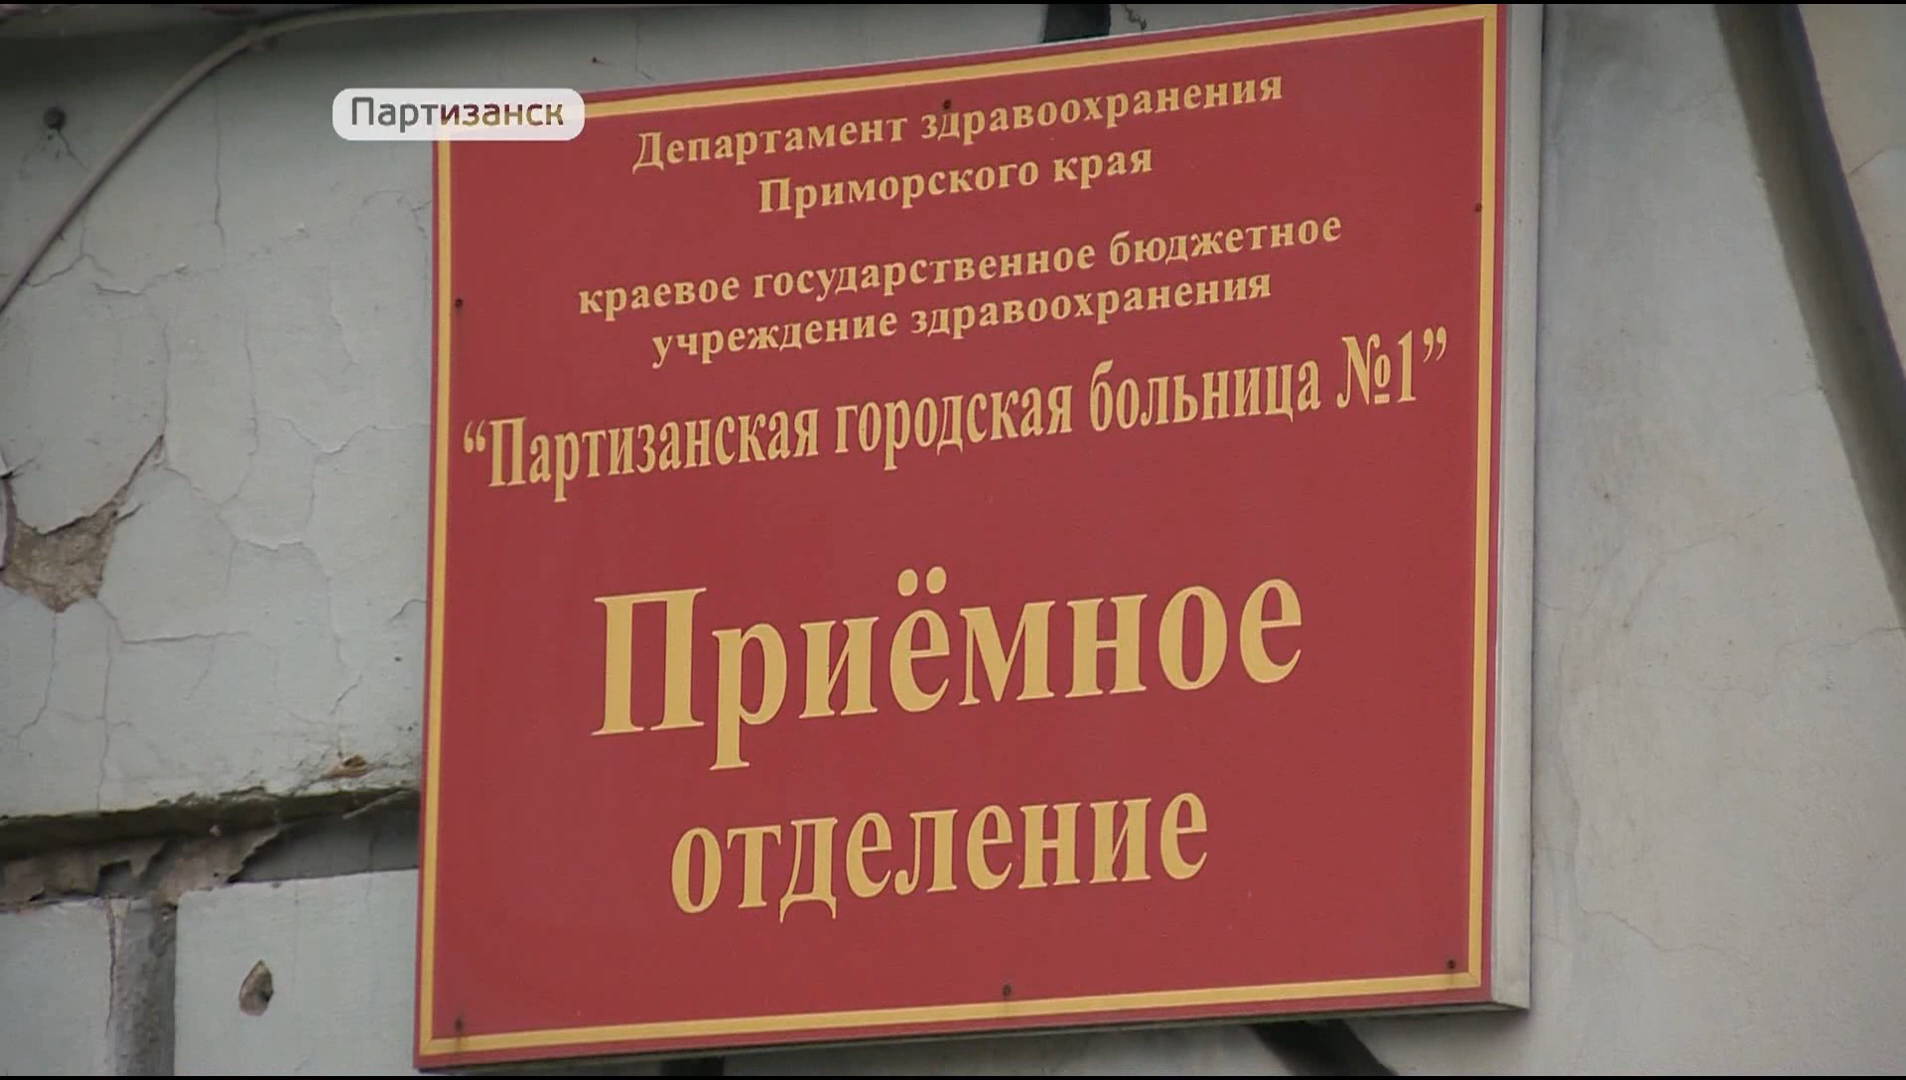 Партизанск
Департамент здравоохранения
Приморского края
краевое государственное бюджетное
учреждение здравоохранения
“Партизанская городская больница №1”
Приёмное
отделение